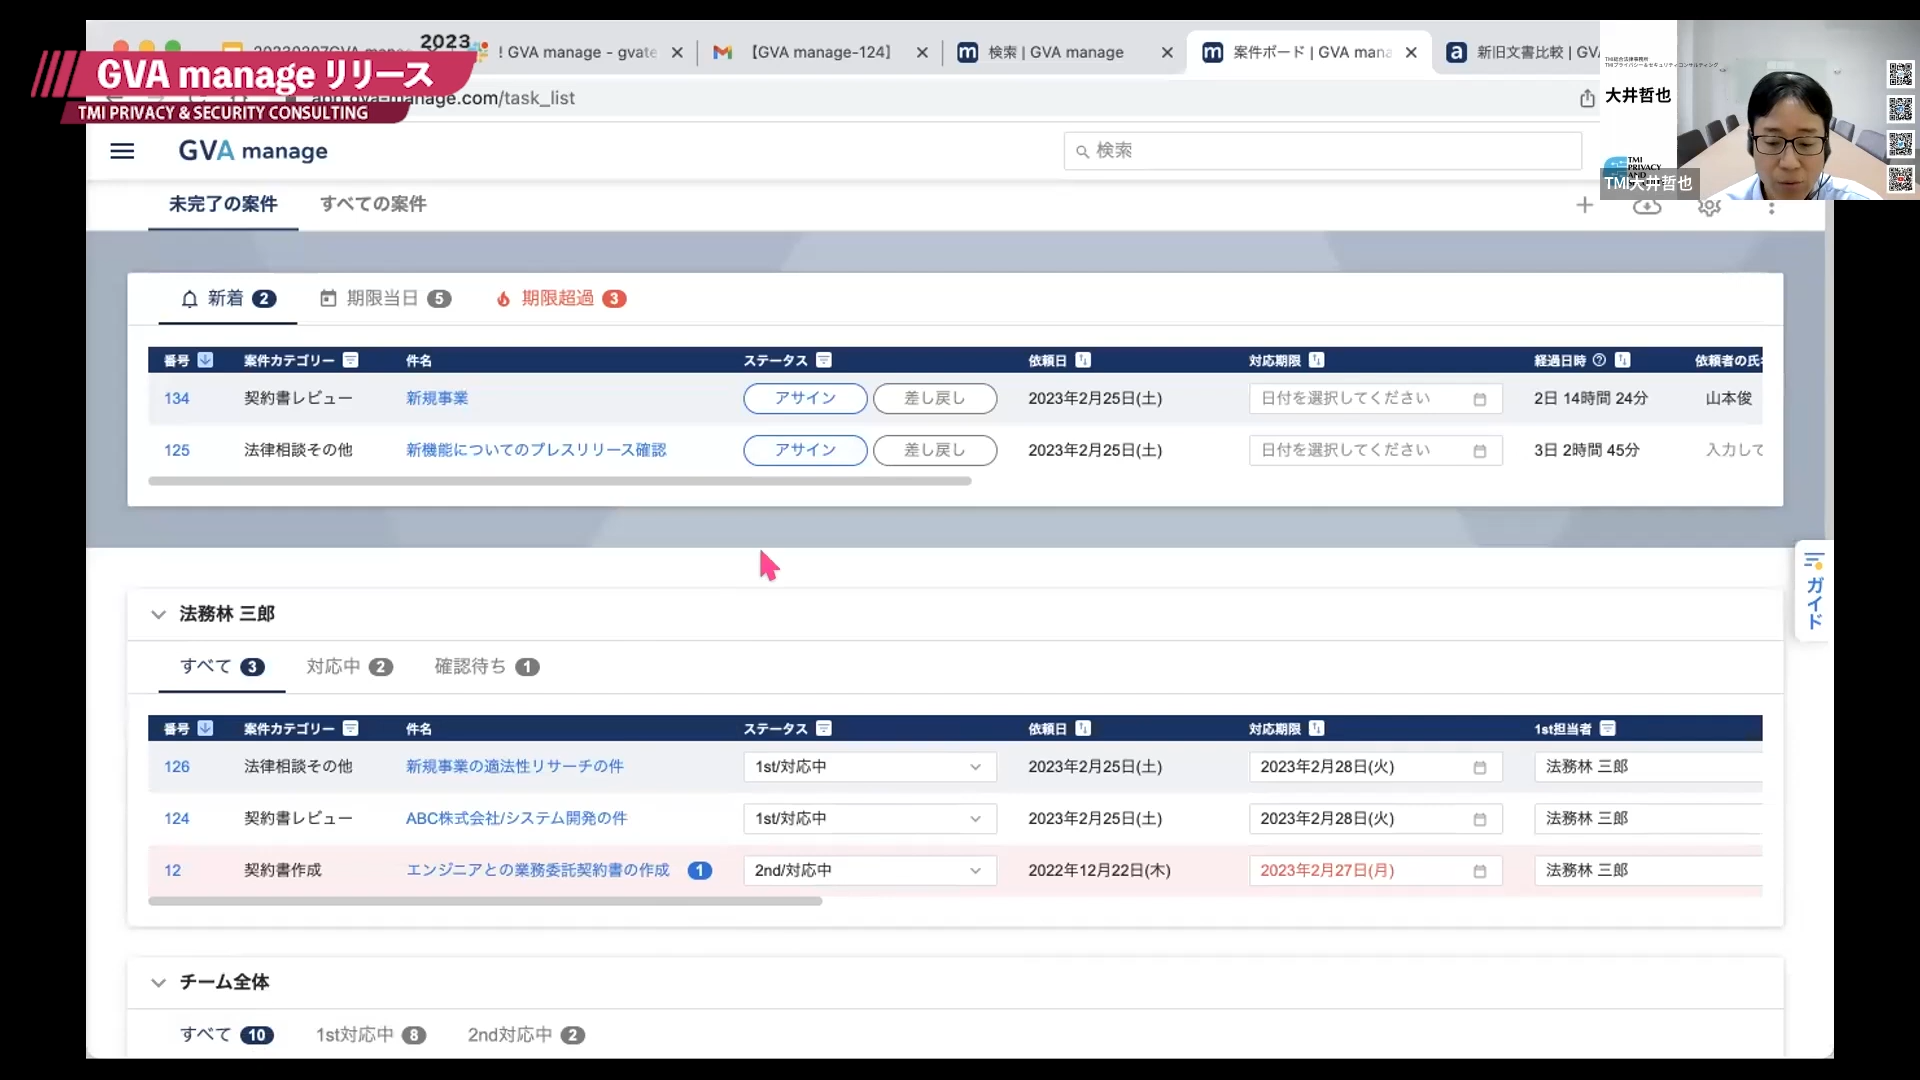 2023
! GVA manage - gvate
【GVA manage-124】
検索 | GVA manage
案件ボード | GVA mana
新旧文書比較 | GV
GVA manage リリース
TMI PRIVACY & SECURITY CONSULTING
app.gva-manage.com/task_list
大井哲也
TMI
PRIVACY
AND
TMI大井哲也
GVA manage
検索
未完了の案件 すべての案件
新着 2 期限当日 5 期限超過 3
番号 案件カテゴリー 件名 ステータス 依頼日 対応期限 経過日時 依頼者の氏
134 契約書レビュー 新規事業 アサイン 差し戻し 2023年2月25日(土) 日付を選択してください 2日 14時間 24分 山本俊
125 法律相談その他 新機能についてのプレスリリース確認 アサイン 差し戻し 2023年2月25日(土) 日付を選択してください 3日 2時間 45分 入力して
ガイド
法務林 三郎
すべて 3 対応中 2 確認待ち 1
番号 案件カテゴリー 件名 ステータス 依頼日 対応期限 1st担当者
126 法律相談その他 新規事業の適法性リサーチの件 1st/対応中 2023年2月25日(土) 2023年2月28日(火) 法務林 三郎
124 契約書レビュー ABC株式会社/システム開発の件 1st/対応中 2023年2月25日(土) 2023年2月28日(火) 法務林 三郎
12 契約書作成 エンジニアとの業務委託契約書の作成 1 2nd/対応中 2022年12月22日(木) 2023年2月27日(月) 法務林 三郎
チーム全体
すべて 10 1st対応中 8 2nd対応中 2